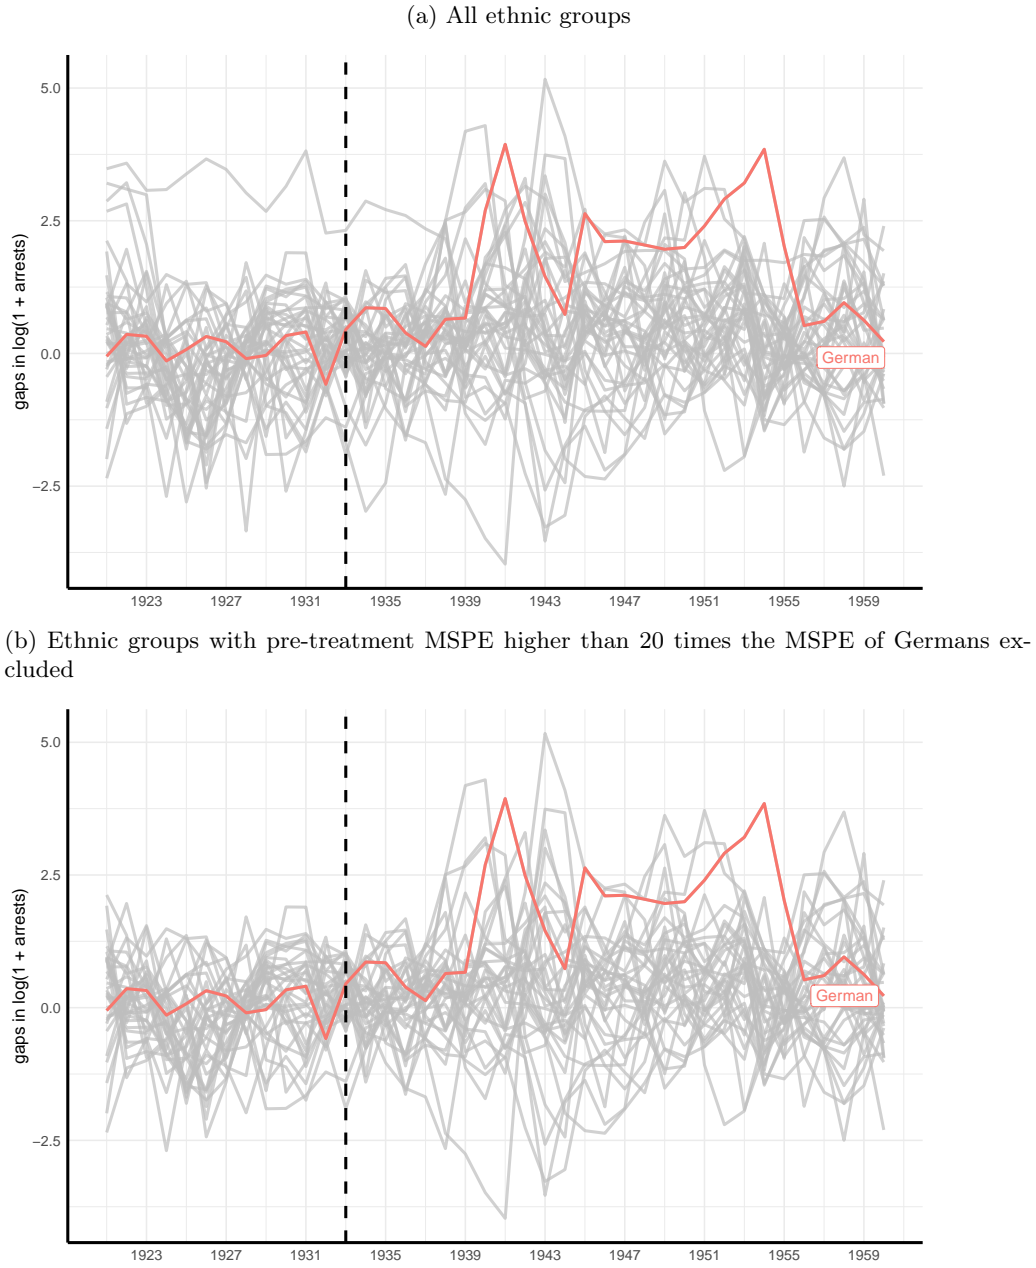 (a) All ethnic groups
5.0
2.5
0.0
−2.5
gaps in log(1 + arrests)
German
1923 1927 1931 1935 1939 1943 1947 1951 1955 1959
(b) Ethnic groups with pre-treatment MSPE higher than 20 times the MSPE of Germans ex-
cluded
5.0
2.5
0.0
−2.5
gaps in log(1 + arrests)
German
1923 1927 1931 1935 1939 1943 1947 1951 1955 1959